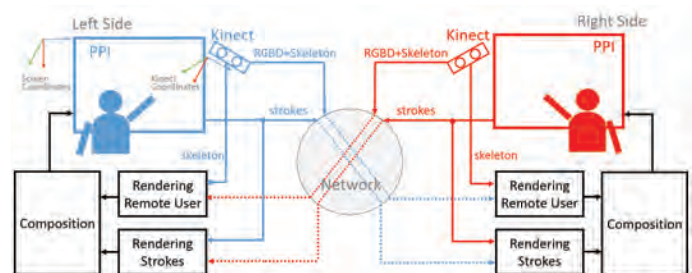 Left Side
PPI
Kinect
RGBD+Skeleton
Screen
Coordinates
Kinect
Coordinates
strokes
skeleton
Composition
Rendering
Remote User
Rendering
Strokes
Network
Right Side
PPI
Kinect
RGBD+Skeleton
strokes
skeleton
Rendering
Remote User
Rendering
Strokes
Composition